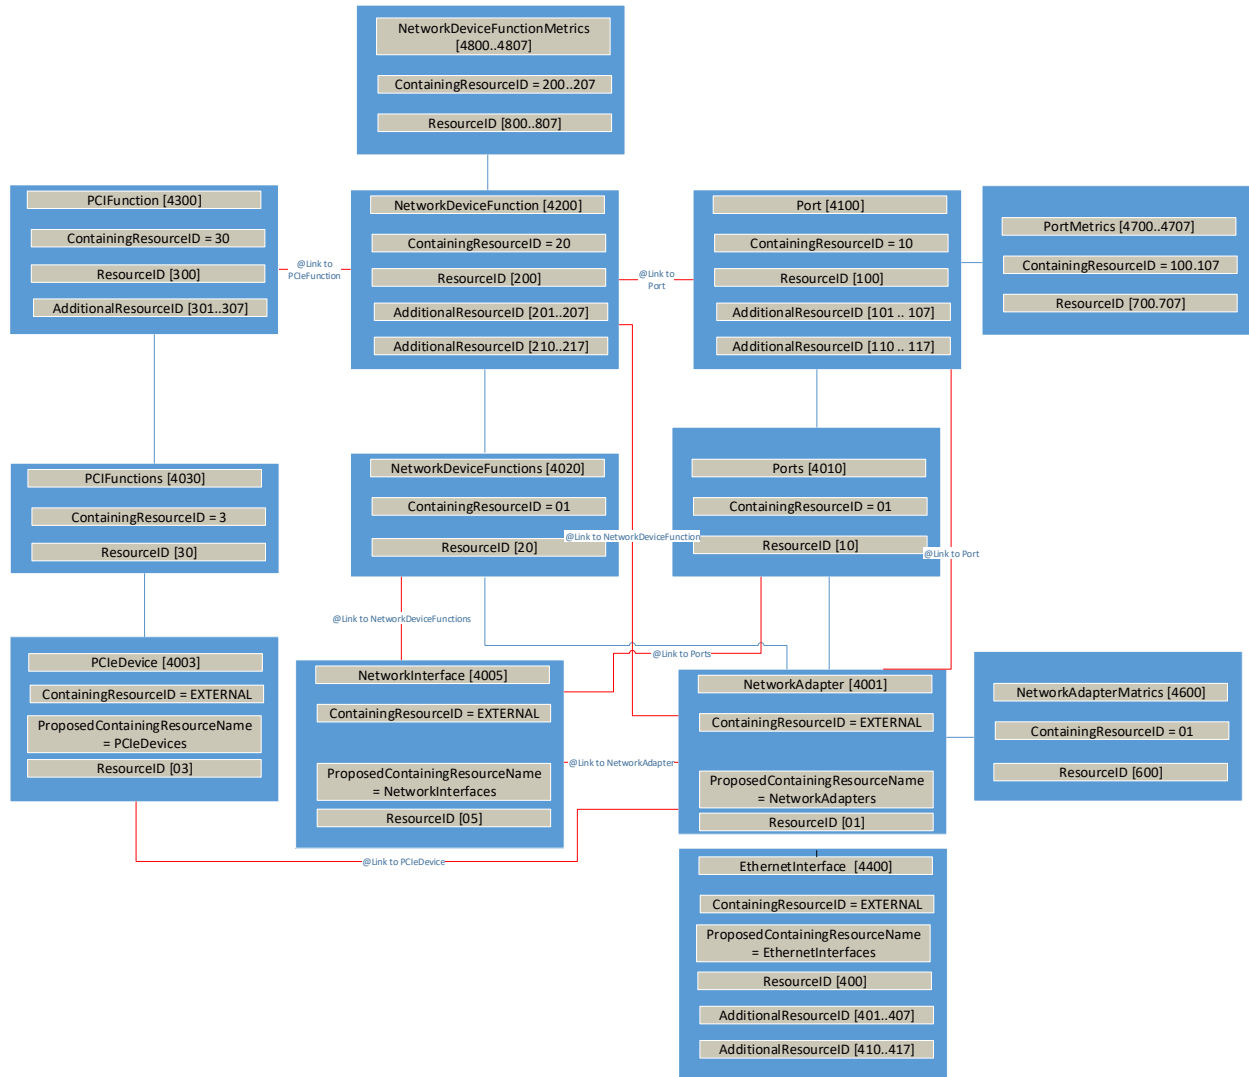 NetworkDeviceFunctionMetrics
[4800..4807]
ContainingResourceID = 200..207
ResourceID [800..807]
PCIFunction [4300]
ContainingResourceID = 30
ResourceID [300]
AdditionalResourceID [301..307]
@Link to
PCIeFunction
NetworkDeviceFunction [4200]
ContainingResourceID = 20
ResourceID [200]
AdditionalResourceID [201..207]
AdditionalResourceID [210..217]
@Link to
Port
Port [4100]
ContainingResourceID = 10
ResourceID [100]
AdditionalResourceID [101 .. 107]
AdditionalResourceID [110 .. 117]
PortMetrics [4700..4707]
ContainingResourceID = 100.107
ResourceID [700.707]
PCIFunctions [4030]
ContainingResourceID = 3
ResourceID [30]
NetworkDeviceFunctions [4020]
ContainingResourceID = 01
ResourceID [20]
@Link to NetworkDeviceFunction
Ports [4010]
ContainingResourceID = 01
ResourceID [10]
@Link to Port
@Link to NetworkDeviceFunctions
@Link to Ports
PCIeDevice [4003]
ContainingResourceID = EXTERNAL
ProposedContainingResourceName
= PCIeDevices
ResourceID [03]
NetworkInterface [4005]
ContainingResourceID = EXTERNAL
ProposedContainingResourceName
= NetworkInterfaces
ResourceID [05]
@Link to NetworkAdapter
NetworkAdapter [4001]
ContainingResourceID = EXTERNAL
ProposedContainingResourceName
= NetworkAdapters
ResourceID [01]
NetworkAdapterMatrics [4600]
ContainingResourceID = 01
ResourceID [600]
@Link to PCIeDevice
EthernetInterface [4400]
ContainingResourceID = EXTERNAL
ProposedContainingResourceName
= EthernetInterfaces
ResourceID [400]
AdditionalResourceID [401..407]
AdditionalResourceID [410..417]